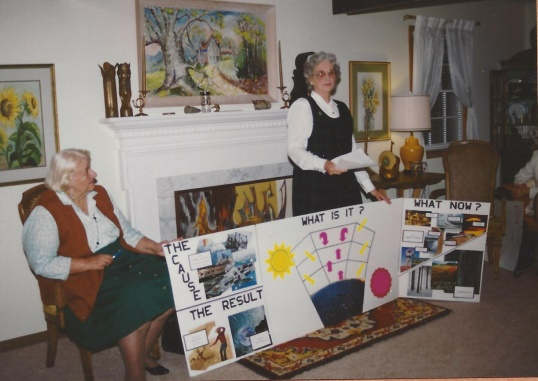 THE
CAUSE
THE RESULT
WHAT IS IT?
WHAT NOW?